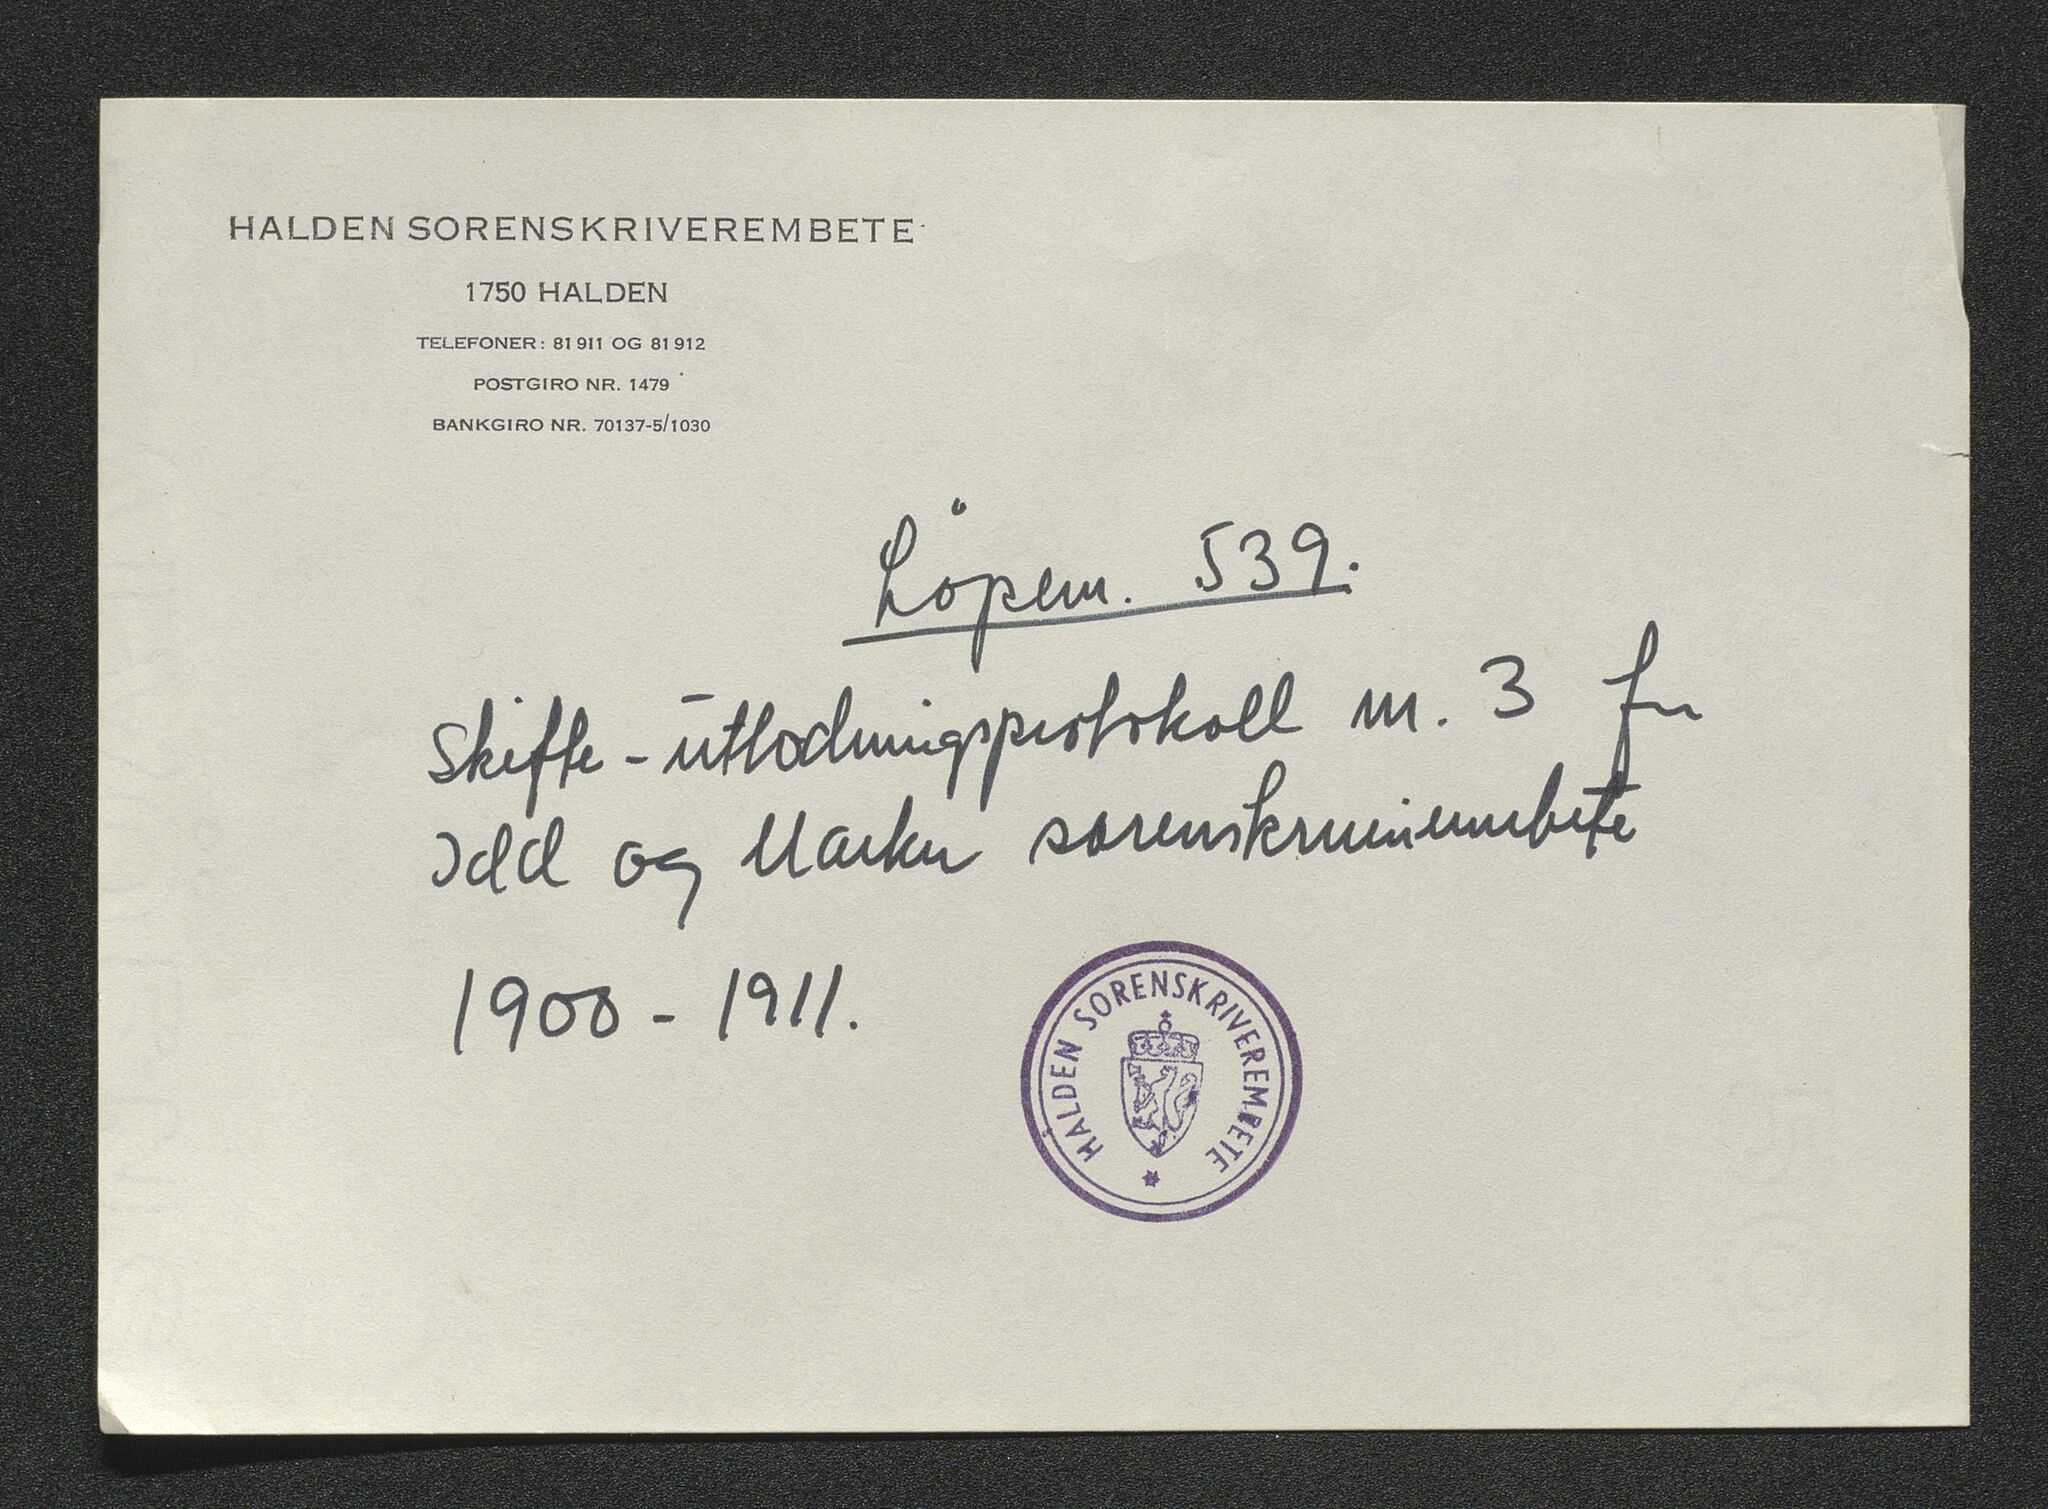 HALDEN SORENSKRIVEREMBETE
1750 HALDEN
TELEFONER: 81 911 OG 81 912
POSTGIRO NR. 1479
BANKGIRO NR. 70137-5/1030
Löpenr. 539.
Skifte-utlodningsprotokoll nr. 3 for
Idd og Marker sorenskriverembete
1900 - 1911.
HALDEN SORENSKRIVEREMBETE